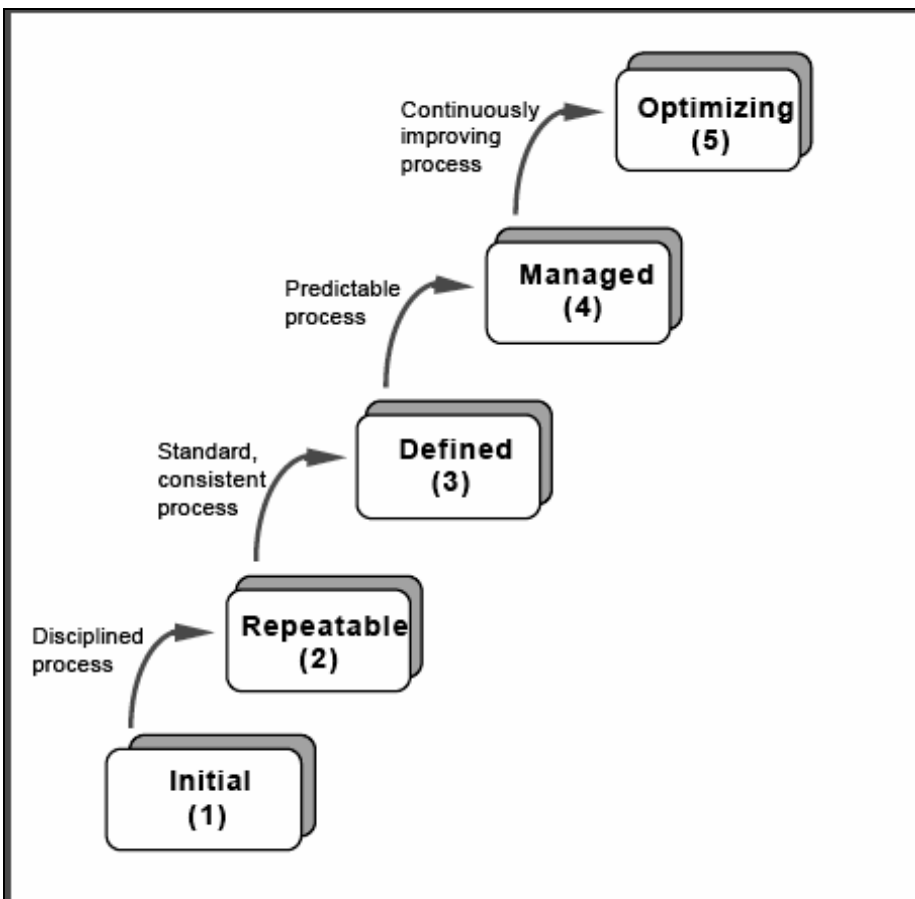 Optimizing
(5)
Continuously
improving
process
Managed
(4)
Predictable
process
Defined
(3)
Standard,
consistent
process
Repeatable
(2)
Disciplined
process
Initial
(1)